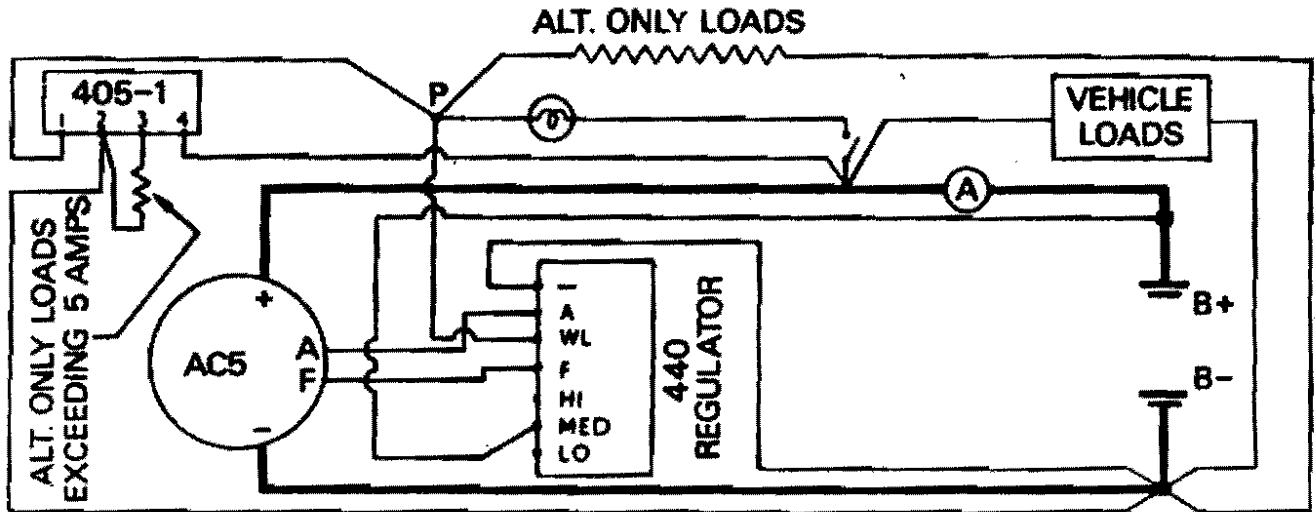 ALT. ONLY LOADS
405-1
1 2 3 4
P
VEHICLE
LOADS
A
ALT. ONLY LOADS
EXCEEDING 5 AMPS
+
AC5
A
F
−
−
A
WL
F
HI
MED
LO
440
REGULATOR
B+
B−